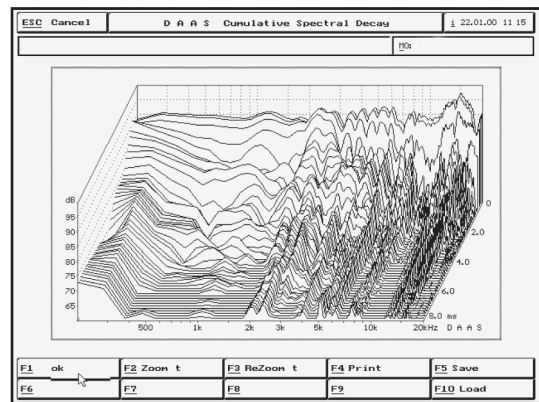 ESC Cancel
D A A S Cumulative Spectral Decay
i 22.01.00 11 15
MO:
dB
95
90
85
80
75
70
65
0
2.0
4.0
6.0
8.0 ms
500 1k 2k 3k 5k 10k 20kHz D A A S
F1 ok
F2 Zoom t
F3 ReZoom t
F4 Print
F5 Save
F6
F7
F8
F9
F10 Load